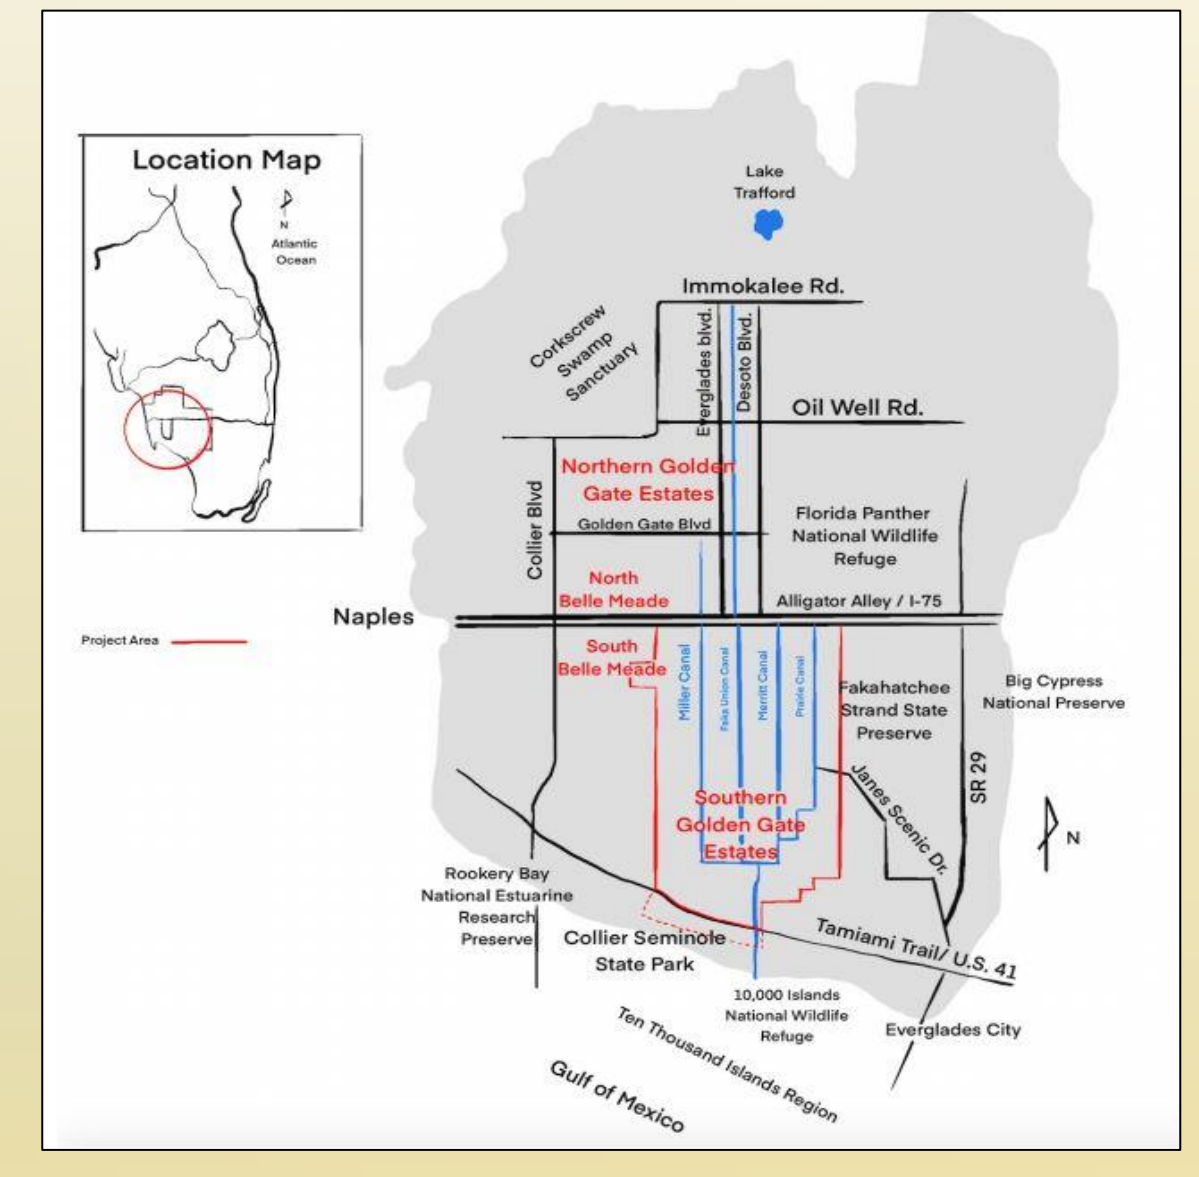 Location Map
N
Atlantic
Ocean
Project Area
Lake
Trafford
Immokalee Rd.
Corkscrew
Swamp
Sanctuary
Everglades blvd.
Desoto Blvd.
Oil Well Rd.
Northern Golden
Gate Estates
Collier Blvd
Golden Gate Blvd
Florida Panther
National Wildlife
Refuge
North
Belle Meade
Alligator Alley / I-75
Naples
South
Belle Meade
Miller Canal
Faka Union Canal
Merritt Canal
Prairie Canal
Fakahatchee
Strand State
Preserve
Big Cypress
National Preserve
SR 29
Janes Scenic Dr.
Southern
Golden Gate
Estates
N
Rookery Bay
National Estuarine
Research
Preserve
Collier Seminole
State Park
Tamiami Trail/ U.S. 41
10,000 Islands
National Wildlife
Refuge
Everglades City
Ten Thousand Islands Region
Gulf of Mexico